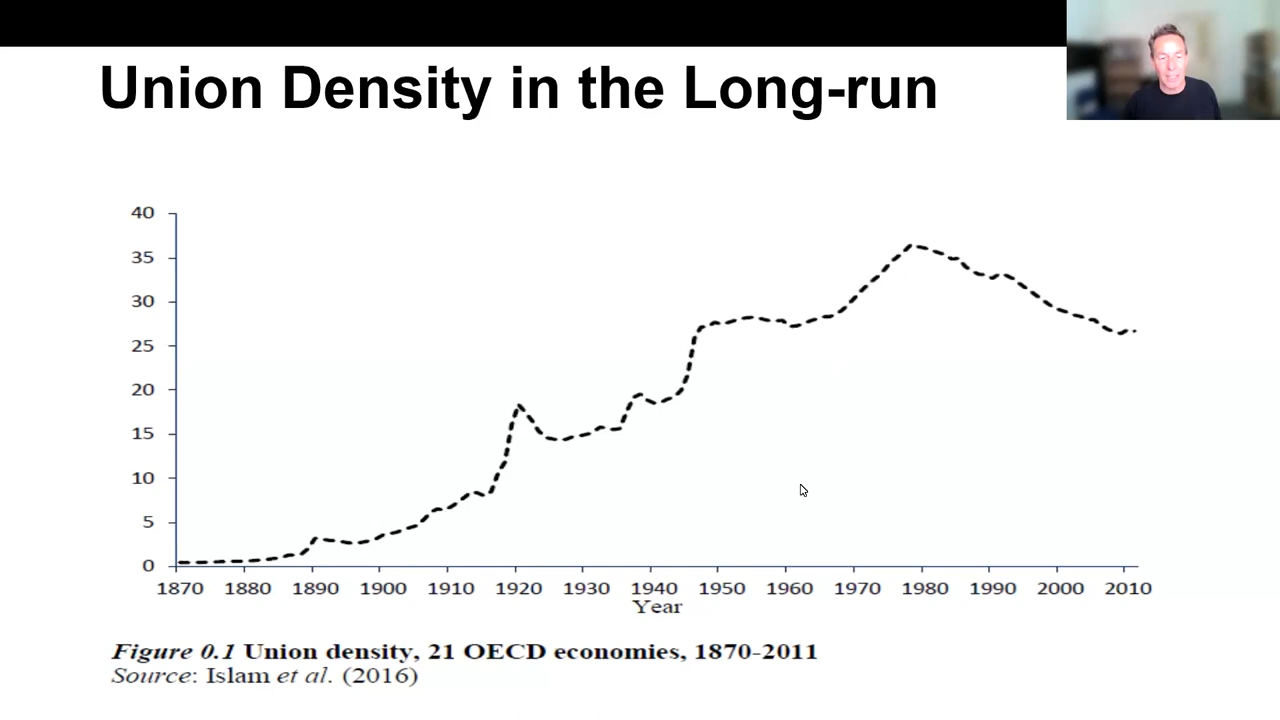 Union Density in the Long-run
40
35
30
25
20
15
10
5
0
1870 1880 1890 1900 1910 1920 1930 1940 1950 1960 1970 1980 1990 2000 2010
Year
Figure 0.1 Union density, 21 OECD economies, 1870-2011
Source: Islam et al. (2016)